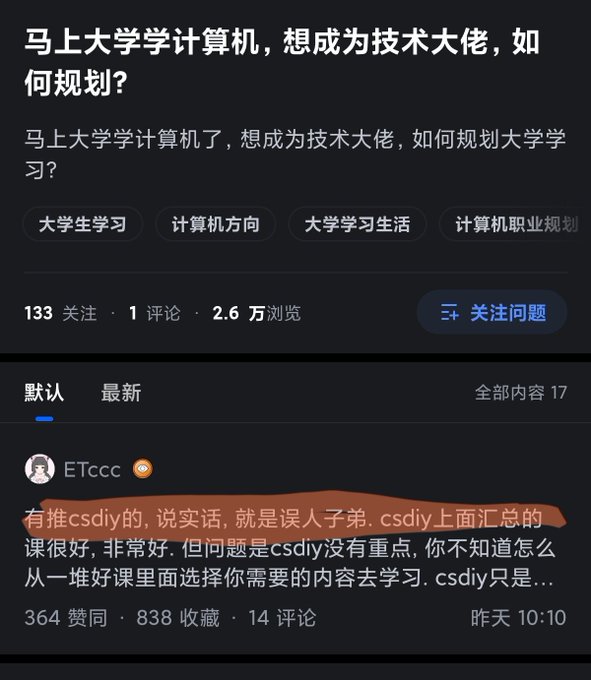 马上大学学计算机，想成为技术大佬，如
何规划？
马上大学学计算机了，想成为技术大佬，如何规划大学学
习？
大学生学习 计算机方向 大学学习生活 计算机职业规划
133 关注 · 1 评论 · 2.6 万浏览 关注问题
默认 最新 全部内容 17
ETccc
有推csdiy的, 说实话, 就是误人子弟. csdiy上面汇总的
课很好, 非常好. 但问题是csdiy没有重点, 你不知道怎么
从一堆好课里面选择你需要的内容去学习. csdiy只是...
364 赞同 · 838 收藏 · 14 评论 昨天 10:10